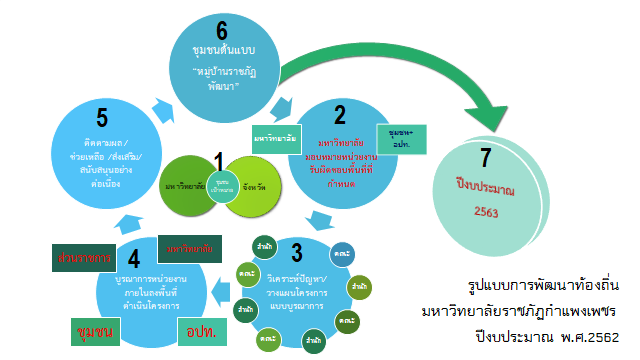 6
ชุมชนต้นแบบ
"หมู่บ้านราชภัฏ
พัฒนา"
5
ติดตามผล/
ช่วยเหลือ /ส่งเสริม/
สนับสนุนอย่าง
ต่อเนื่อง
1
มหาวิทยาลัย
ชุมชน
เป้าหมาย
จังหวัด
มหาวิทยาลัย
2
มหาวิทยาลัย
มอบหมายหน่วยงาน
รับผิดชอบพื้นที่ที่
กำหนด
ชุมชน+
อปท.
7
ปีงบประมาณ
2563
3
วิเคราะห์ปัญหา/
วางแผนโครงการ
แบบบูรณาการ
สำนัก
คณะ
สำนัก
คณะ
สำนัก
คณะ
สำนัก
คณะ
ส่วนราชการ
มหาวิทยาลัย
4
บูรณาการหน่วยงาน
ภายในลงพื้นที่
ดำเนินโครงการ
ชุมชน
อปท.
รูปแบบการพัฒนาท้องถิ่น
มหาวิทยาลัยราชภัฏกำแพงเพชร
ปีงบประมาณ พ.ศ.2562